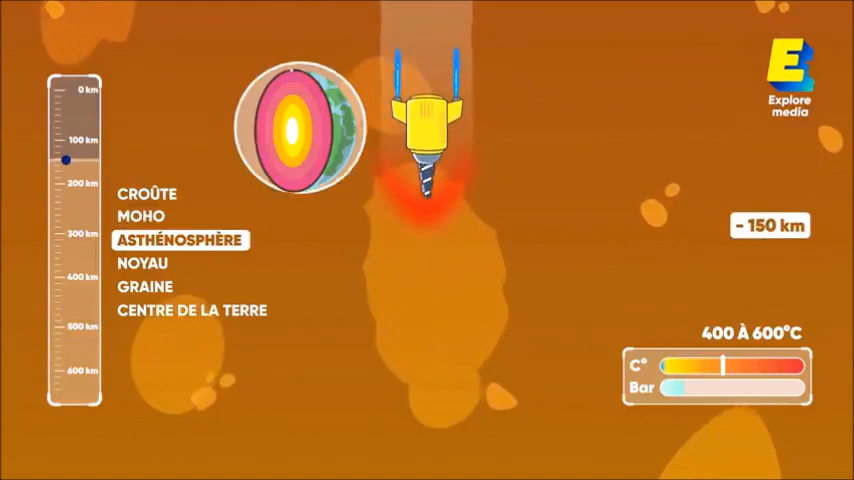 0 km
100 km
200 km
300 km
400 km
500 km
600 km
CROÛTE
MOHO
ASTHÉNOSPHÈRE
NOYAU
GRAINE
CENTRE DE LA TERRE
E
Explore
media
- 150 km
400 À 600°C
C°
Bar